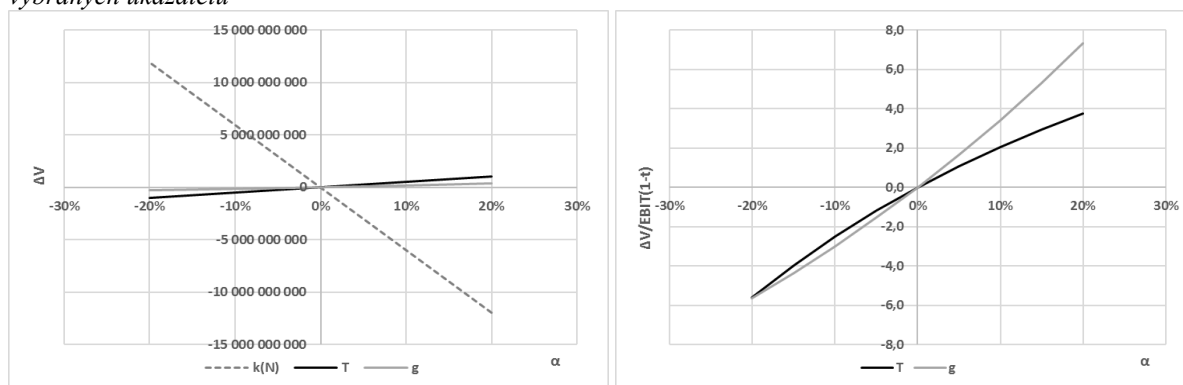 vybraných ukazatelů
15 000 000 000
10 000 000 000
5 000 000 000
0
-5 000 000 000
-10 000 000 000
-15 000 000 000
-30% -20% -10% 0% 10% 20% 30%
ΔV
α
k(N) T g
8,0
6,0
4,0
2,0
0,0
-2,0
-4,0
-6,0
-8,0
-30% -20% -10% 0% 10% 20% 30%
ΔV/EBIT(1-t)
α
T g